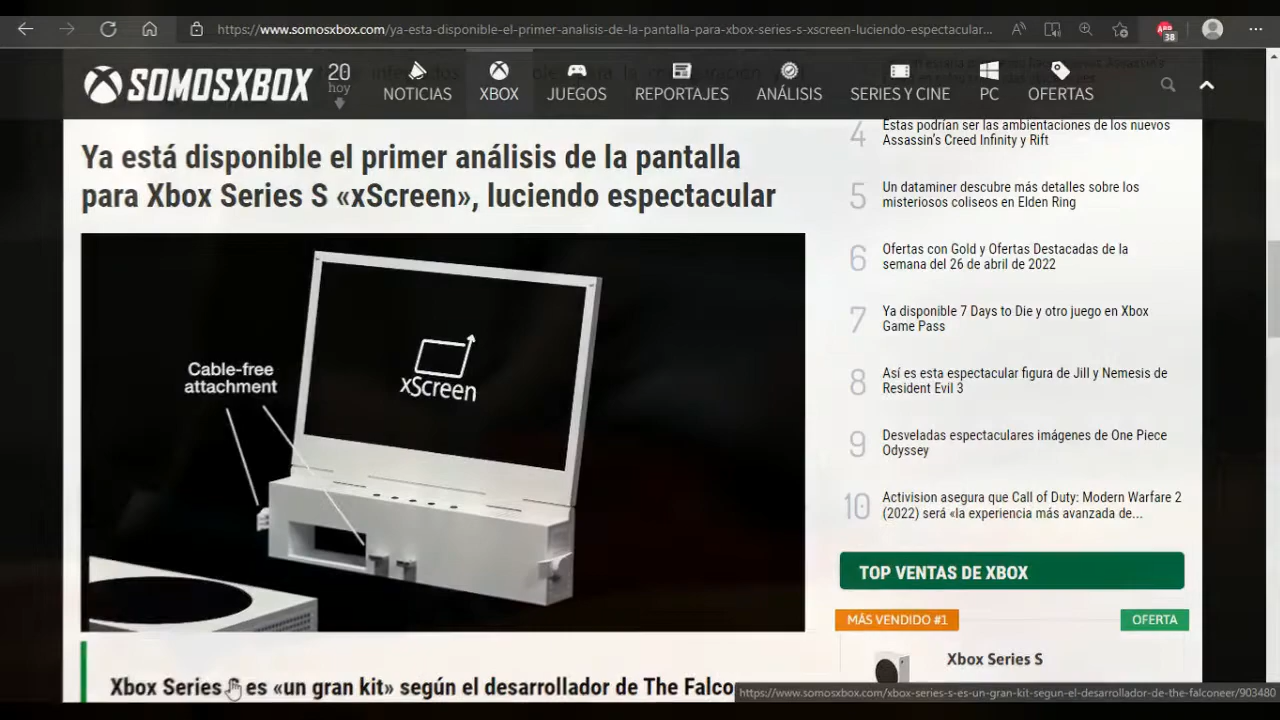 https://www.somosxbox.com/ya-esta-disponible-el-primer-analisis-de-la-pantalla-para-xbox-series-s-xscreen-luciendo-espectacular...
38
SOMOSXBOX
20
hoy
NOTICIAS
XBOX
JUEGOS
REPORTAJES
ANÁLISIS
SERIES Y CINE
PC
OFERTAS
Ya está disponible el primer análisis de la pantalla
para Xbox Series S «xScreen», luciendo espectacular
Cable-free
attachment
xScreen
Xbox Series S es «un gran kit» según el desarrollador de The Falco
4
Estas podrían ser las ambientaciones de los nuevos
Assassin's Creed Infinity y Rift
5
Un dataminer descubre más detalles sobre los
misteriosos coliseos en Elden Ring
6
Ofertas con Gold y Ofertas Destacadas de la
semana del 26 de abril de 2022
7
Ya disponible 7 Days to Die y otro juego en Xbox
Game Pass
8
Así es esta espectacular figura de Jill y Nemesis de
Resident Evil 3
9
Desveladas espectaculares imágenes de One Piece
Odyssey
10
Activision asegura que Call of Duty: Modern Warfare 2
(2022) será «la experiencia más avanzada de...
TOP VENTAS DE XBOX
MÁS VENDIDO #1
OFERTA
Xbox Series S
https://www.somosxbox.com/xbox-series-s-es-un-gran-kit-segun-el-desarrollador-de-the-falconeer/903480